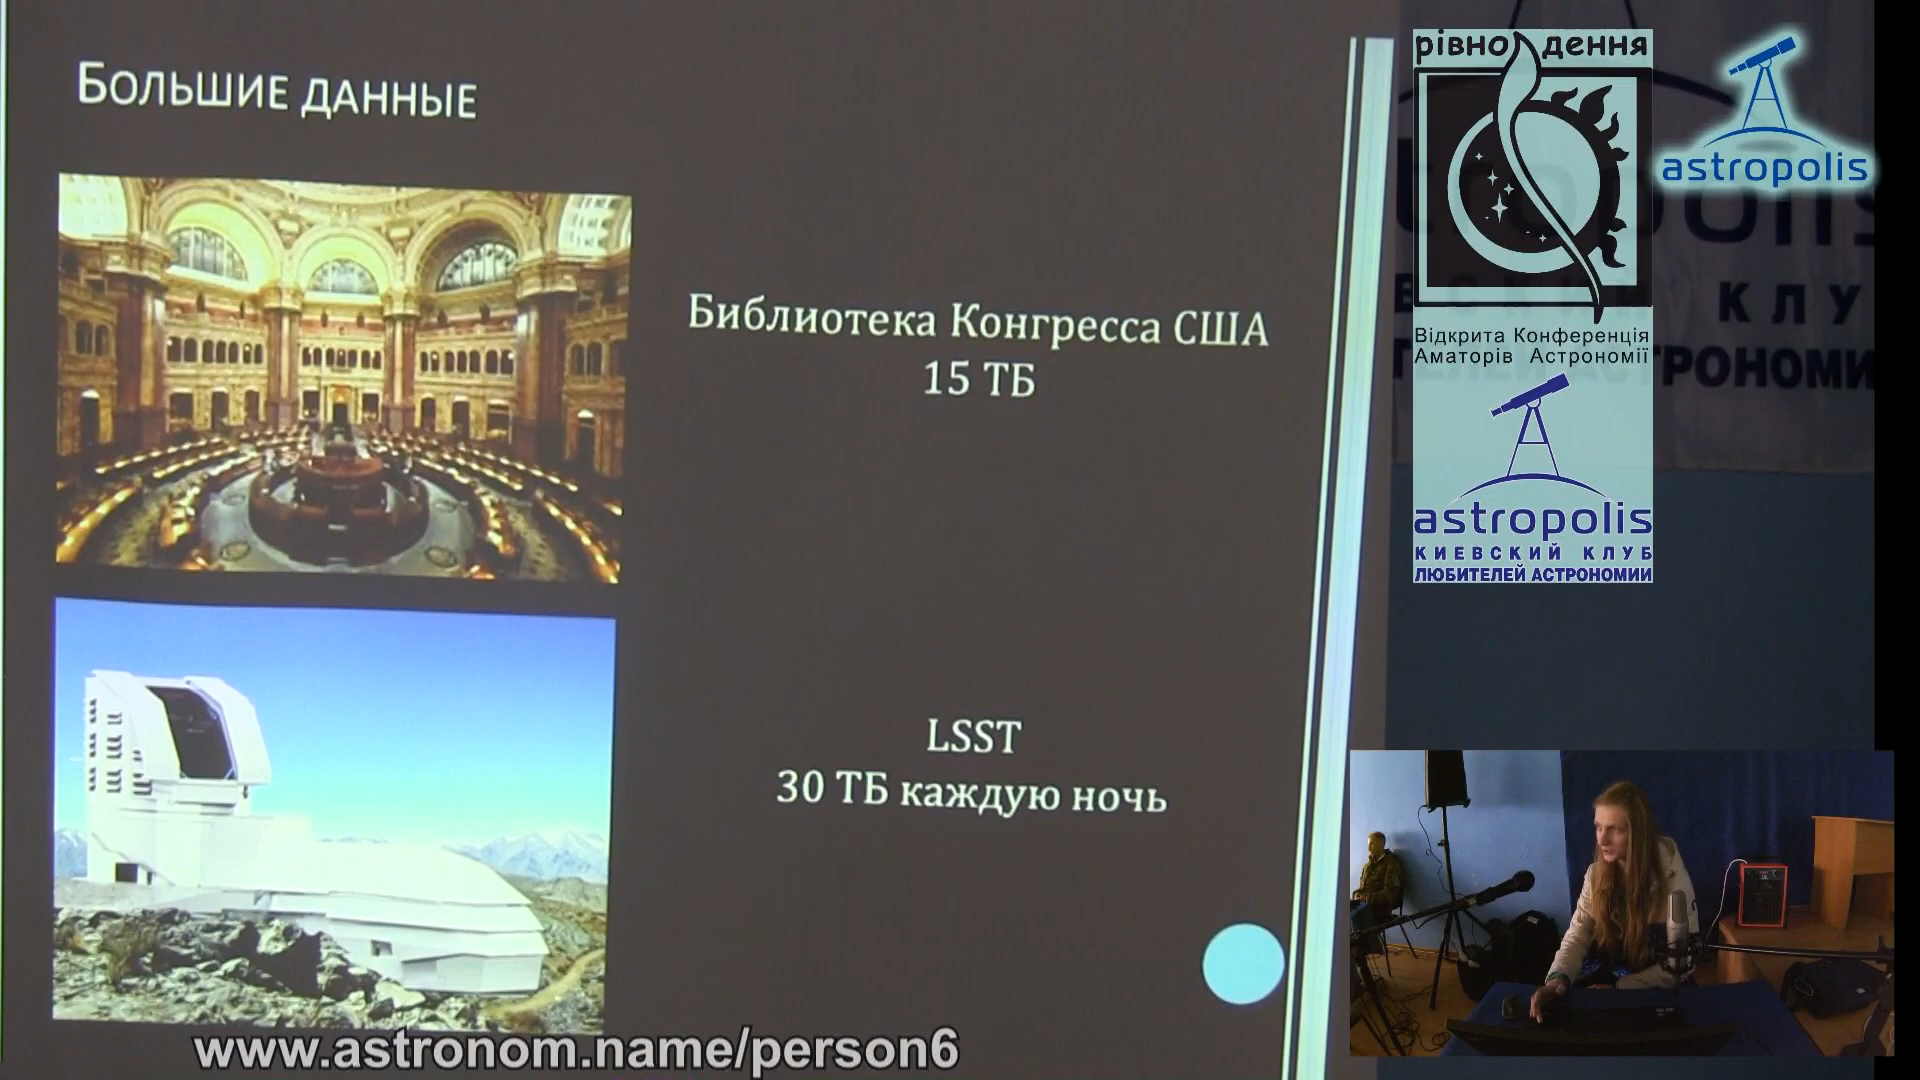 Большие данные
Библиотека Конгресса США
15 ТБ
LSST
30 ТБ каждую ночь
www.astronom.name/person6
рівнодення
Відкрита Конференція
Аматорів Астрономії
astropolis
КИЕВСКИЙ КЛУБ
ЛЮБИТЕЛЕЙ АСТРОНОМИИ
astropolis